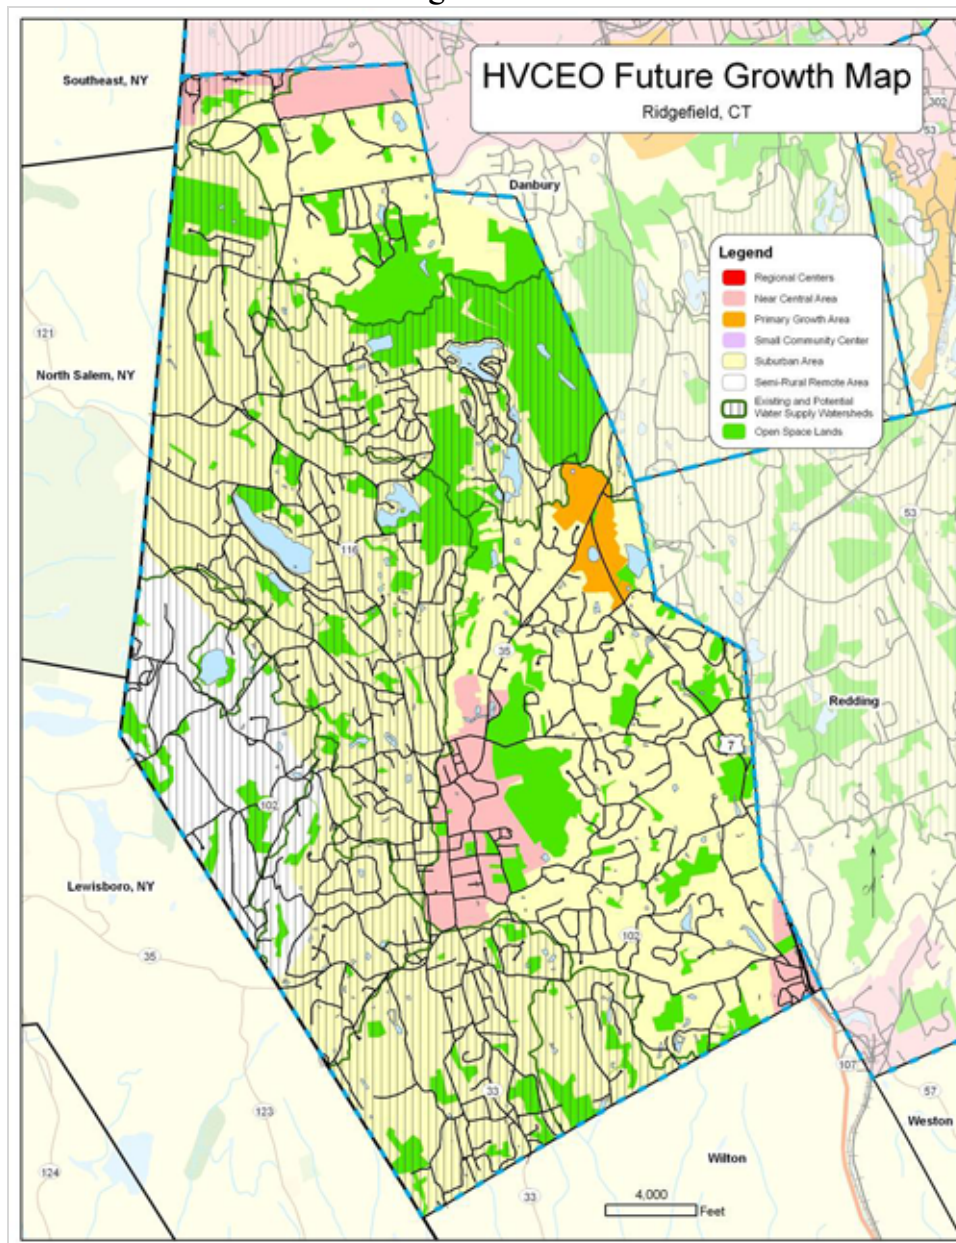 HVCEO Future Growth Map
Ridgefield, CT
Southeast, NY
302
53
Danbury
Legend
Regional Centers
Near Central Area
Primary Growth Area
Small Community Center
Suburban Area
Semi-Rural Remote Area
Existing and Potential
Water Supply Watersheds
Open Space Lands
121
North Salem, NY
53
116
35
Redding
7
102
Lewisboro, NY
102
35
107
33
57
123
Weston
Wilton
124
33
4,000
Feet